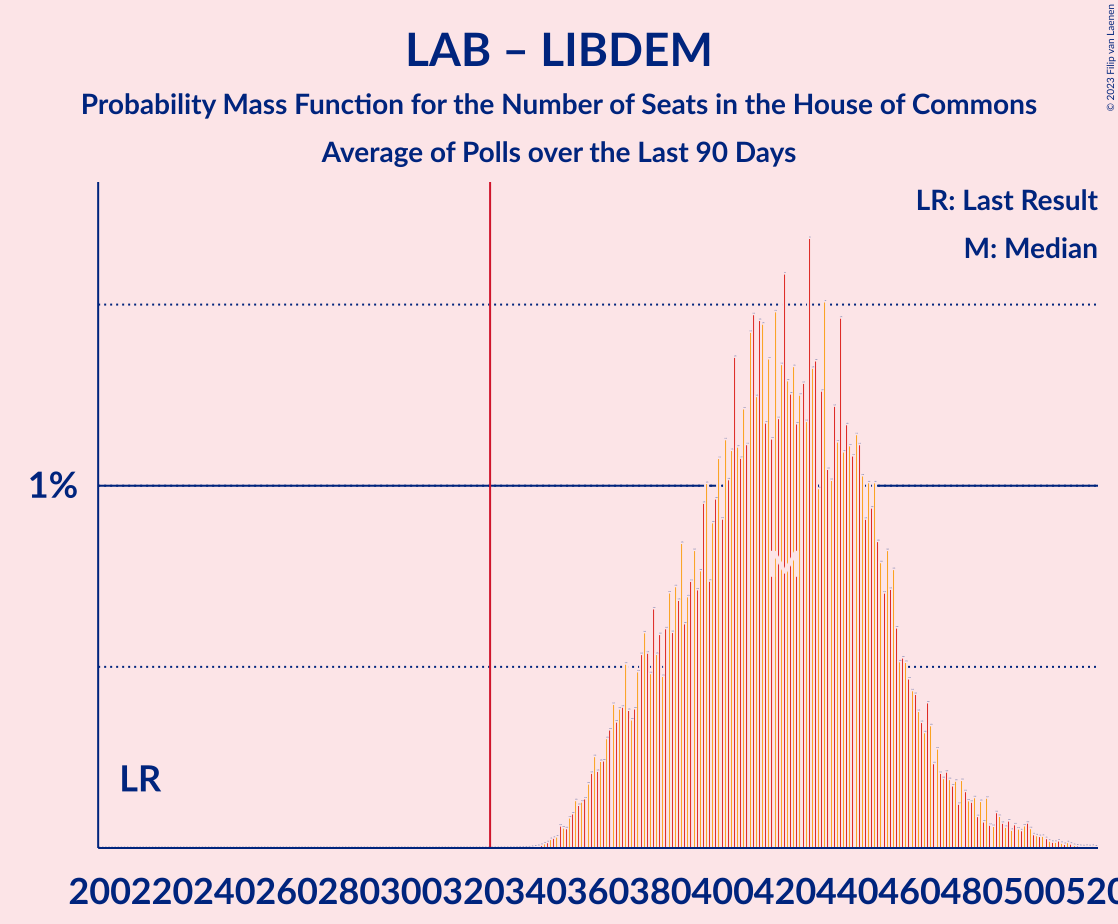 LAB – LIBDEM
Probability Mass Function for the Number of Seats in the House of Commons
Average of Polls over the Last 90 Days
© 2023 Filip van Laenen
LR: Last Result
M: Median
1%
M
LR
200220240260280300320340360380400420440460480500520